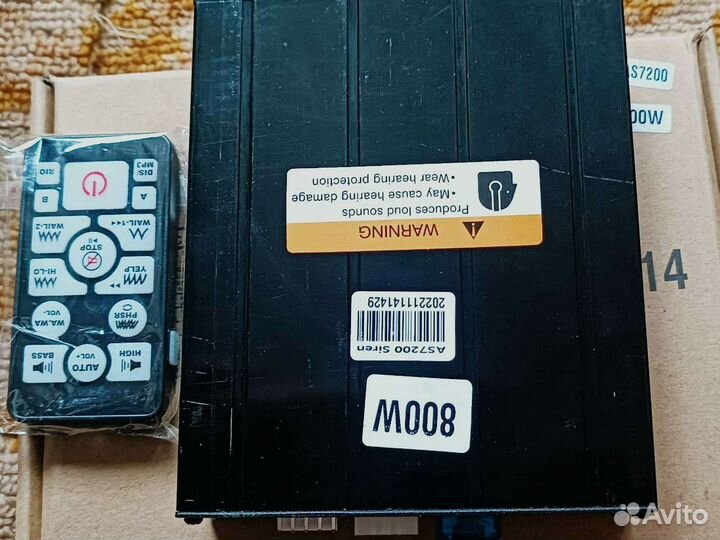 WARNING
Produces loud sounds
• May cause hearing damage
• Wear hearing protection
AS7200 Siren
202211141429
800W
HIGH
AUTO
VOL+
BASS
PHSR
WA.WA
VOL-
YELP
HI-LO
STOP
WAIL-1
WAIL-2
A
B
DIS/
MP3
RIO
AS7200
00W
14
Avito